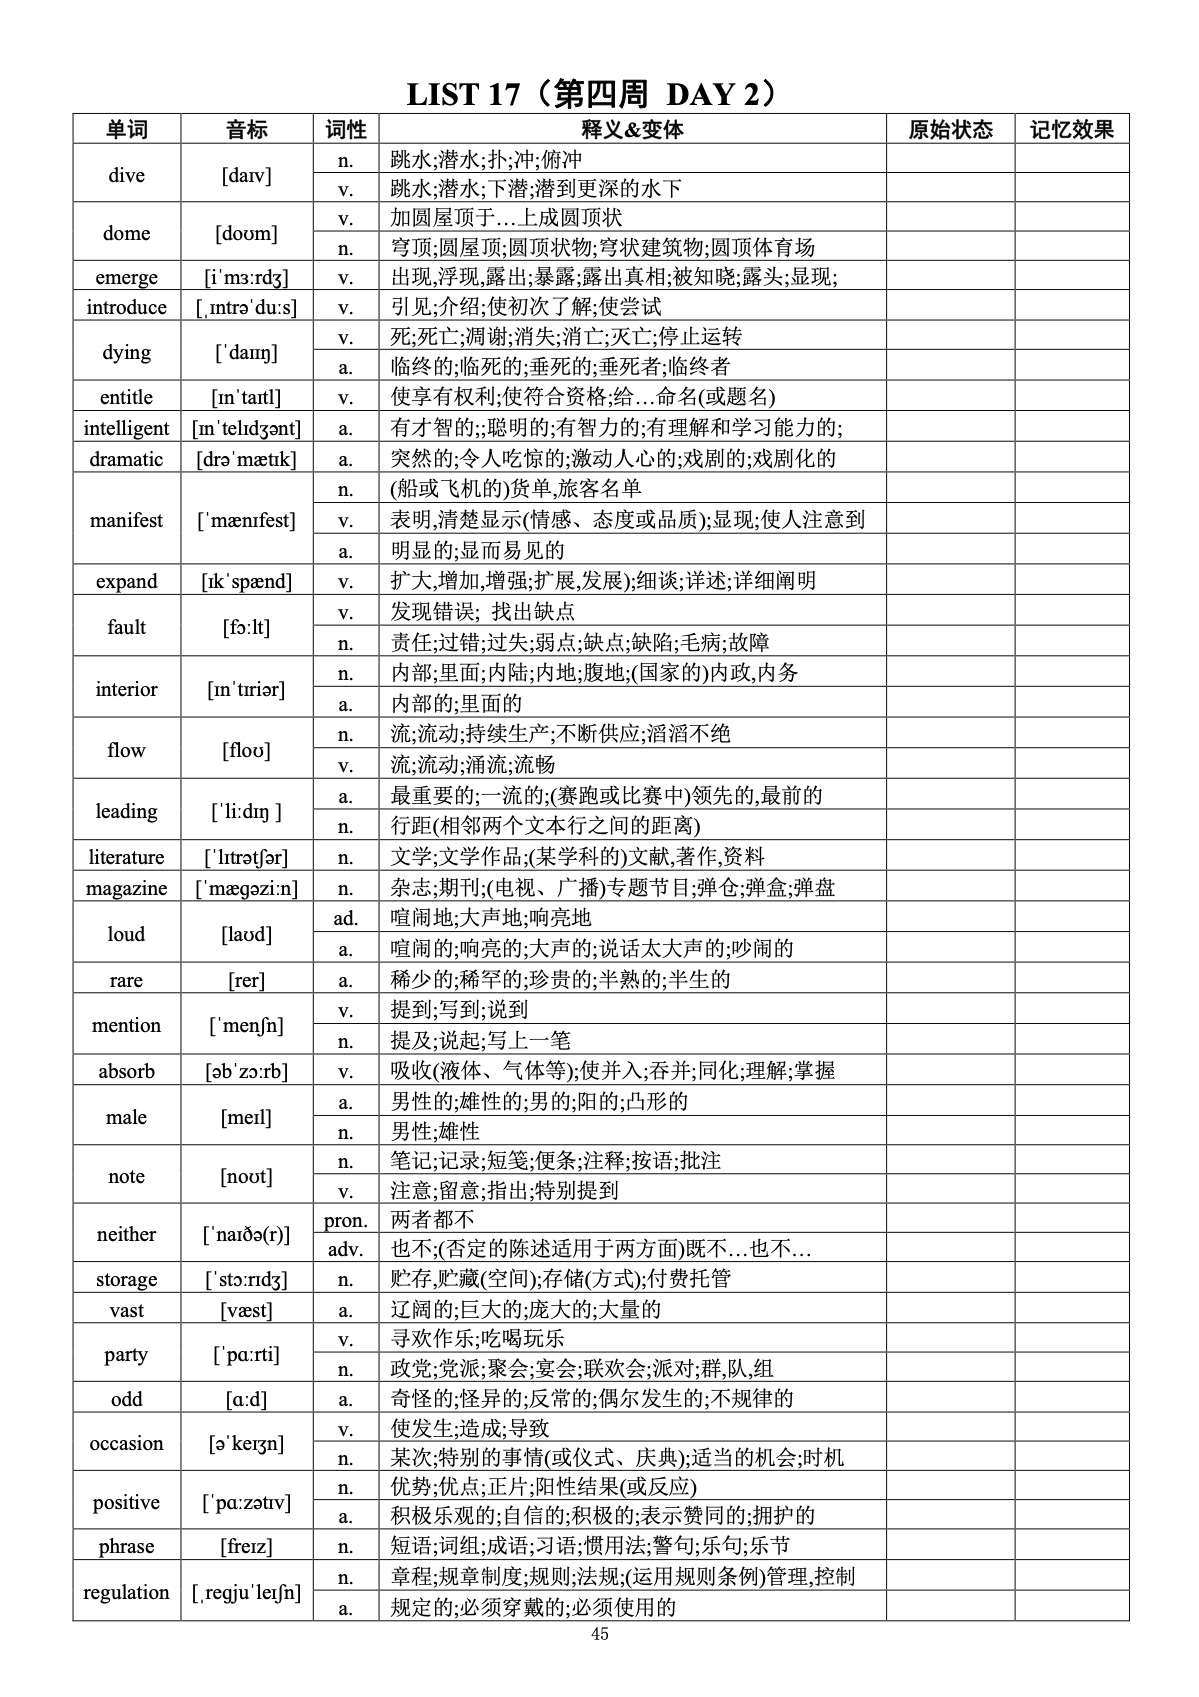 LIST 17（第四周 DAY 2）
单词 音标 词性 释义&变体 原始状态 记忆效果
dive [daɪv] n. 跳水;潜水;扑;冲;俯冲
v. 跳水;潜水;下潜;潜到更深的水下
dome [doʊm] v. 加圆屋顶于…上成圆顶状
n. 穹顶;圆屋顶;圆顶状物;穹状建筑物;圆顶体育场
emerge [iˈmɜːrdʒ] v. 出现,浮现,露出;暴露;露出真相;被知晓;露头;显现;
introduce [ˌɪntrəˈduːs] v. 引见;介绍;使初次了解;使尝试
dying [ˈdaɪɪŋ] v. 死;死亡;凋谢;消失;消亡;灭亡;停止运转
a. 临终的;临死的;垂死的;垂死者;临终者
entitle [ɪnˈtaɪtl] v. 使享有权利;使符合资格;给…命名(或题名)
intelligent [ɪnˈtelɪdʒənt] a. 有才智的;;聪明的;有智力的;有理解和学习能力的;
dramatic [drəˈmætɪk] a. 突然的;令人吃惊的;激动人心的;戏剧的;戏剧化的
manifest [ˈmænɪfest] n. (船或飞机的)货单,旅客名单
v. 表明,清楚显示(情感、态度或品质);显现;使人注意到
a. 明显的;显而易见的
expand [ɪkˈspænd] v. 扩大,增加,增强;扩展,发展);细谈;详述;详细阐明
fault [fɔːlt] v. 发现错误; 找出缺点
n. 责任;过错;过失;弱点;缺点;缺陷;毛病;故障
interior [ɪnˈtɪriər] n. 内部;里面;内陆;内地;腹地;(国家的)内政,内务
a. 内部的;里面的
flow [floʊ] n. 流;流动;持续生产;不断供应;滔滔不绝
v. 流;流动;涌流;流畅
leading [ˈliːdɪŋ ] a. 最重要的;一流的;(赛跑或比赛中)领先的,最前的
n. 行距(相邻两个文本行之间的距离)
literature [ˈlɪtrətʃər] n. 文学;文学作品;(某学科的)文献,著作,资料
magazine [ˈmæɡəziːn] n. 杂志;期刊;(电视、广播)专题节目;弹仓;弹盒;弹盘
loud [laʊd] ad. 喧闹地;大声地;响亮地
a. 喧闹的;响亮的;大声的;说话太大声的;吵闹的
rare [rer] a. 稀少的;稀罕的;珍贵的;半熟的;半生的
mention [ˈmenʃn] v. 提到;写到;说到
n. 提及;说起;写上一笔
absorb [əbˈzɔːrb] v. 吸收(液体、气体等);使并入;吞并;同化;理解;掌握
male [meɪl] a. 男性的;雄性的;男的;阳的;凸形的
n. 男性;雄性
note [noʊt] n. 笔记;记录;短笺;便条;注释;按语;批注
v. 注意;留意;指出;特别提到
neither [ˈnaɪðə(r)] pron. 两者都不
adv. 也不;(否定的陈述适用于两方面)既不…也不…
storage [ˈstɔːrɪdʒ] n. 贮存,贮藏(空间);存储(方式);付费托管
vast [væst] a. 辽阔的;巨大的;庞大的;大量的
party [ˈpɑːrti] v. 寻欢作乐;吃喝玩乐
n. 政党;党派;聚会;宴会;联欢会;派对;群,队,组
odd [ɑːd] a. 奇怪的;怪异的;反常的;偶尔发生的;不规律的
occasion [əˈkeɪʒn] v. 使发生;造成;导致
n. 某次;特别的事情(或仪式、庆典);适当的机会;时机
positive [ˈpɑːzətɪv] n. 优势;优点;正片;阳性结果(或反应)
a. 积极乐观的;自信的;积极的;表示赞同的;拥护的
phrase [freɪz] n. 短语;词组;成语;习语;惯用法;警句;乐句;乐节
regulation [ˌreɡjuˈleɪʃn] n. 章程;规章制度;规则;法规;(运用规则条例)管理,控制
a. 规定的;必须穿戴的;必须使用的
45